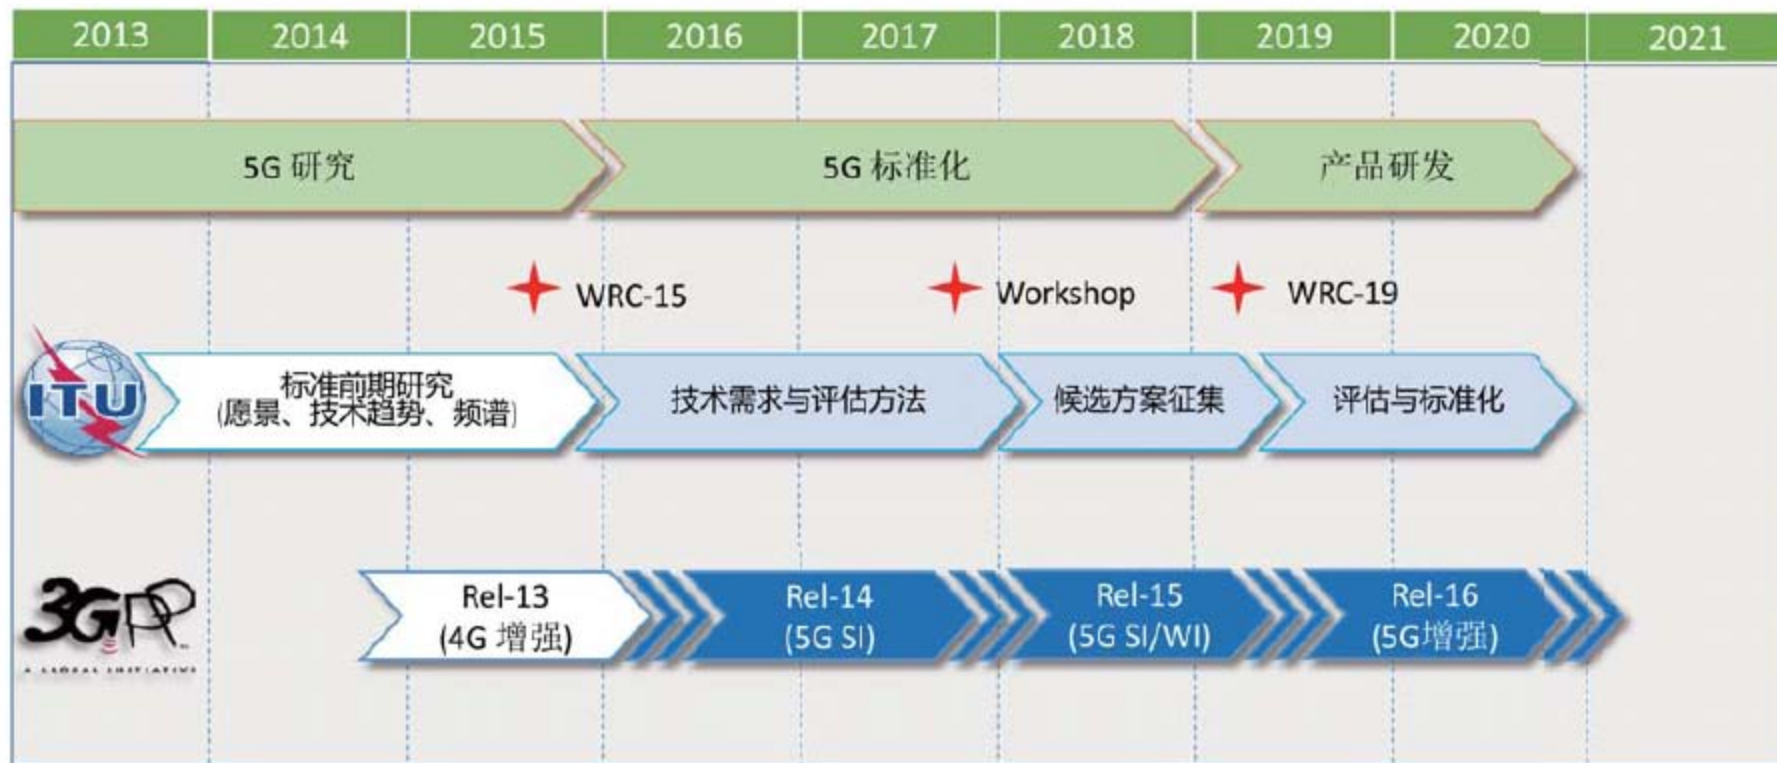 2013 2014 2015 2016 2017 2018 2019 2020 2021
5G 研究 5G 标准化 产品研发
WRC-15 Workshop WRC-19
ITU
标准前期研究
(愿景、技术趋势、频谱)
技术需求与评估方法 候选方案征集 评估与标准化
3GPP
A GLOBAL INITIATIVE
Rel-13
(4G 增强)
Rel-14
(5G SI)
Rel-15
(5G SI/WI)
Rel-16
(5G增强)